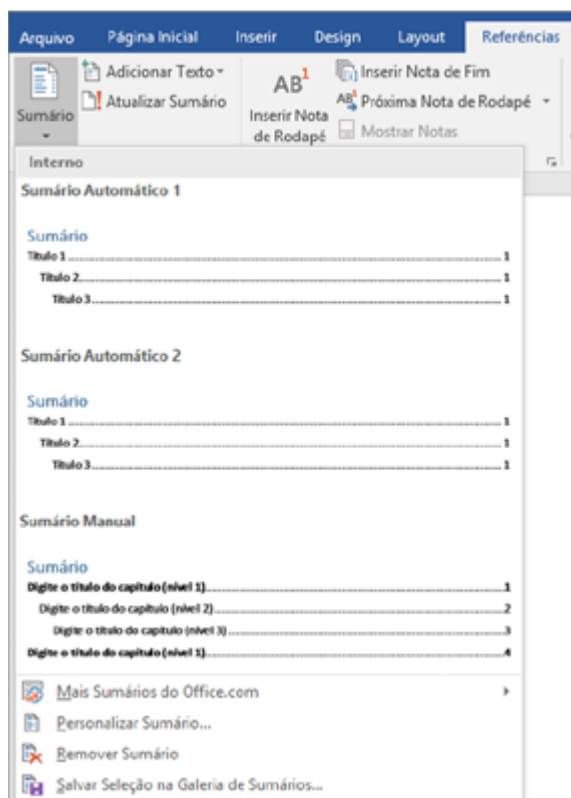 Arquivo Página Inicial Inserir Design Layout Referências
Sumário
Adicionar Texto
Atualizar Sumário
AB1
Inserir Nota
de Rodapé
Inserir Nota de Fim
Próxima Nota de Rodapé
Mostrar Notas
Interno
Sumário Automático 1
Sumário
Título 1 1
Título 2 1
Título 3 1
Sumário Automático 2
Sumário
Título 1 1
Título 2 1
Título 3 1
Sumário Manual
Sumário
Digite o título do capítulo (nível 1) 1
Digite o título do capítulo (nível 2) 2
Digite o título do capítulo (nível 3) 3
Digite o título do capítulo (nível 1) 4
Mais Sumários do Office.com
Personalizar Sumário...
Remover Sumário
Salvar Seleção na Galeria de Sumários...